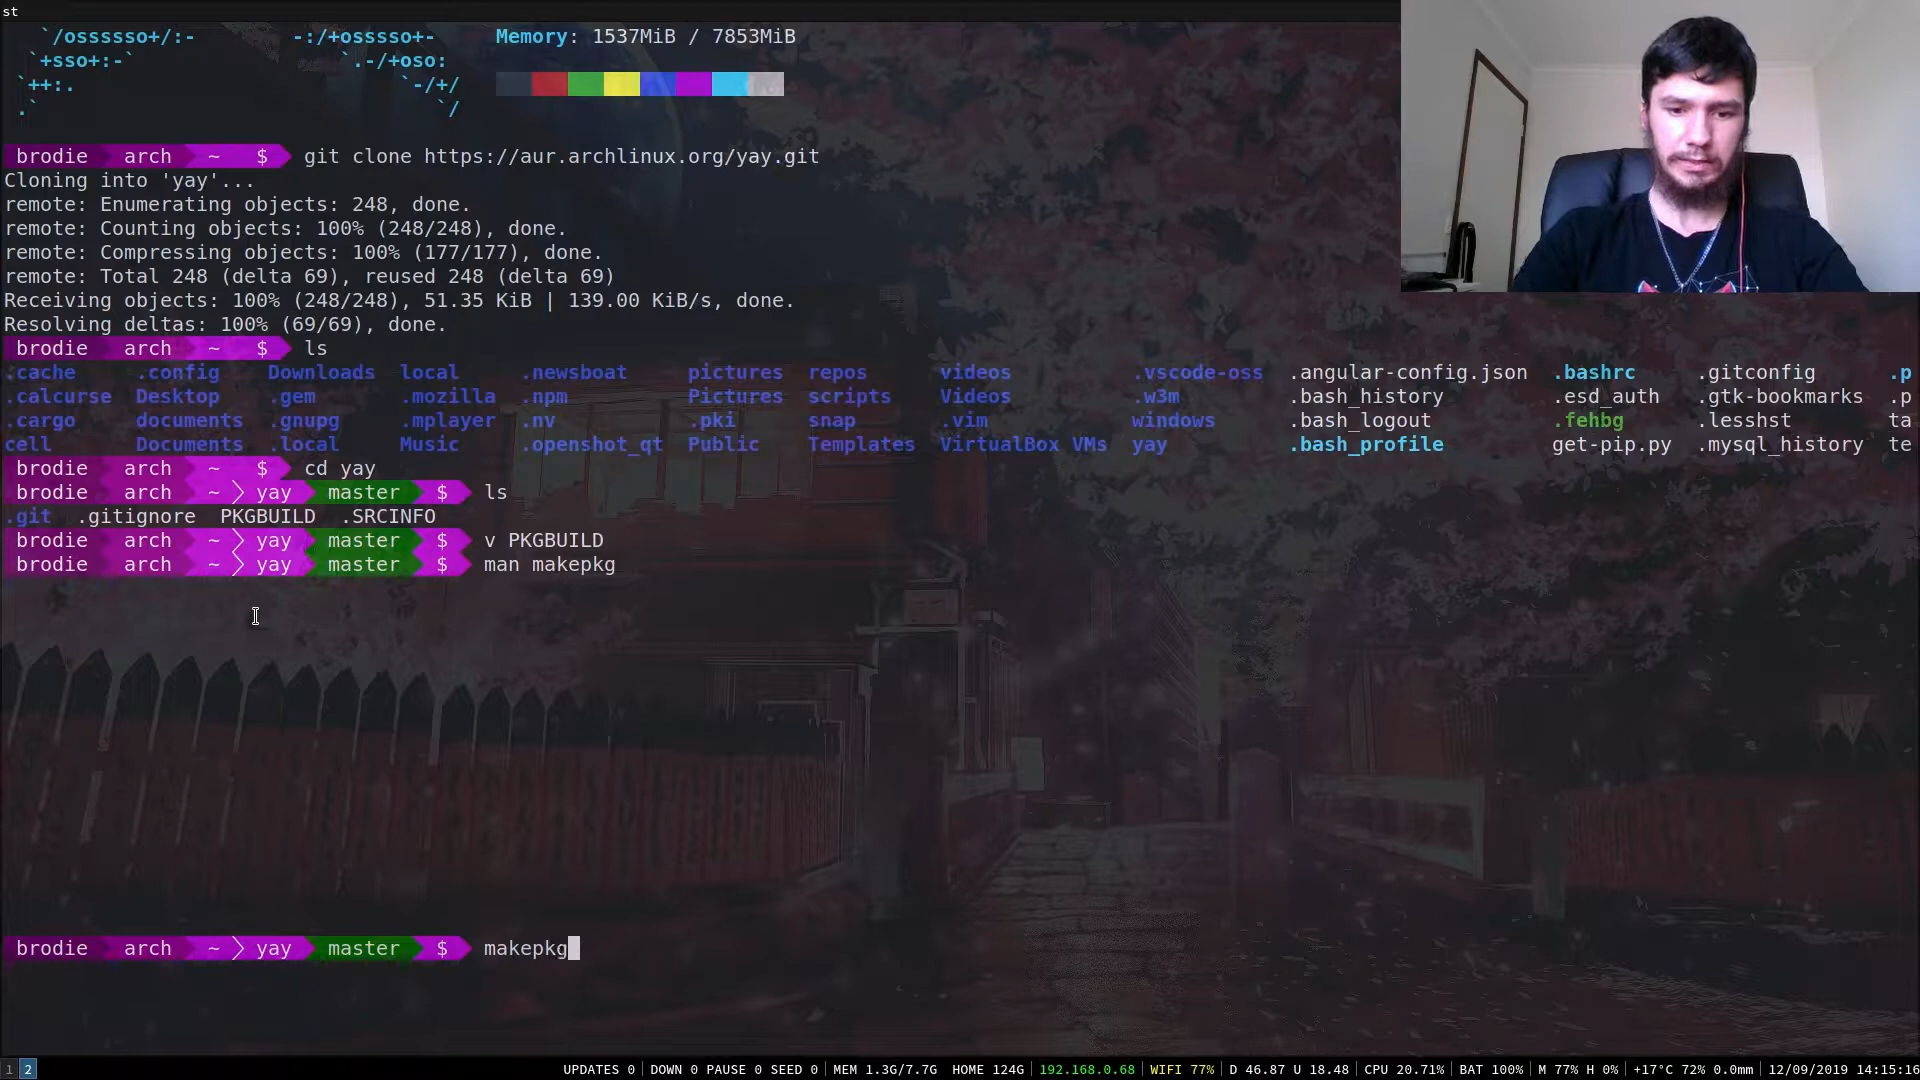 st
`/ossssso+/:-        -:/+osssso+-    Memory: 1537MiB / 7853MiB
`+sso+:-`                 `.-/+oso:
`++:.                           `-/+/
.`                                 `/
brodie arch ~ $ git clone https://aur.archlinux.org/yay.git
Cloning into 'yay'...
remote: Enumerating objects: 248, done.
remote: Counting objects: 100% (248/248), done.
remote: Compressing objects: 100% (177/177), done.
remote: Total 248 (delta 69), reused 248 (delta 69)
Receiving objects: 100% (248/248), 51.35 KiB | 139.00 KiB/s, done.
Resolving deltas: 100% (69/69), done.
brodie arch ~ $ ls
.cache .config Downloads local .newsboat pictures repos videos .vscode-oss .angular-config.json .bashrc .gitconfig .p
.calcurse Desktop .gem .mozilla .npm Pictures scripts Videos .w3m .bash_history .esd_auth .gtk-bookmarks .p
.cargo documents .gnupg .mplayer .nv .pki snap .vim windows .bash_logout .fehbg .lesshst ta
cell Documents .local Music .openshot_qt Public Templates VirtualBox VMs yay .bash_profile get-pip.py .mysql_history te
brodie arch ~ $ cd yay
brodie arch ~ yay master $ ls
.git .gitignore PKGBUILD .SRCINFO
brodie arch ~ yay master $ v PKGBUILD
brodie arch ~ yay master $ man makepkg
brodie arch ~ yay master $ makepkg
1 2 UPDATES 0 | DOWN 0 PAUSE 0 SEED 0 | MEM 1.3G/7.7G HOME 124G | 192.168.0.68 | WIFI 77% | D 46.87 U 18.48 | CPU 20.71% | BAT 100% | M 77% H 0% | +17°C 72% 0.0mm | 12/09/2019 14:15:16